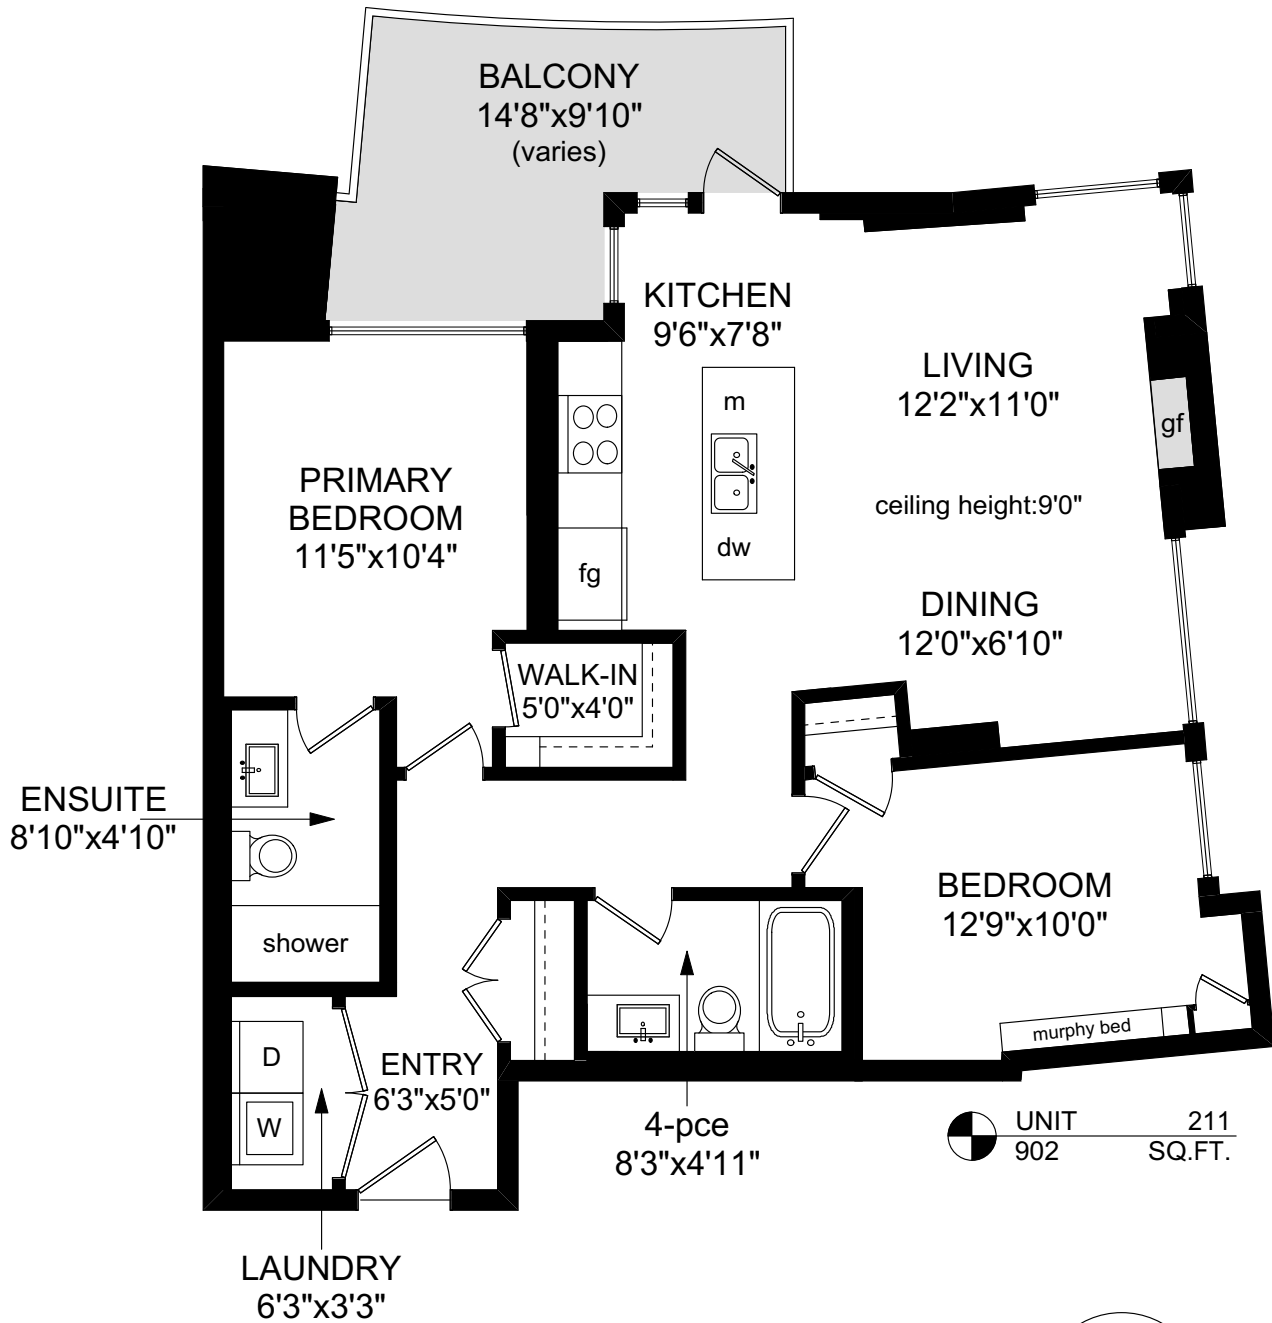 BALCONY
14'8"x9'10"
(varies)
KITCHEN
9'6"x7'8"
LIVING
12'2"x11'0"
m
gf
PRIMARY
BEDROOM
11'5"x10'4"
ceiling height:9'0"
dw
fg
DINING
12'0"x6'10"
WALK-IN
5'0"x4'0"
ENSUITE
8'10"x4'10"
BEDROOM
12'9"x10'0"
shower
murphy bed
D
ENTRY
6'3"x5'0"
W
4-pce
8'3"x4'11"
UNIT 211
902 SQ.FT.
LAUNDRY
6'3"x3'3"